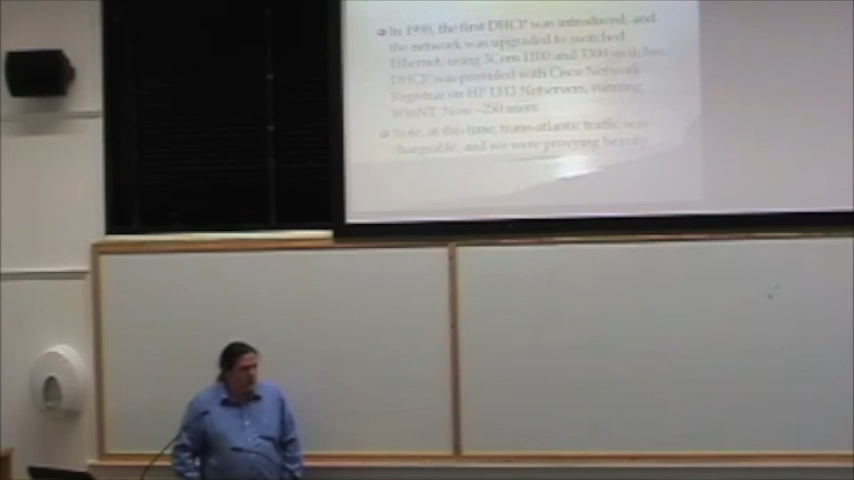 In 1999, the first DHCP was introduced, and
the network was upgraded to switched
Ethernet, using 3Com 1100 and 3300 switches.
DHCP was provided with Cisco Network
Registrar on HP LH3 Netservers, running
WinNT. Now ~250 users.
Note, at this time, trans-atlantic traffic was
chargeable, and we were proxying heavily